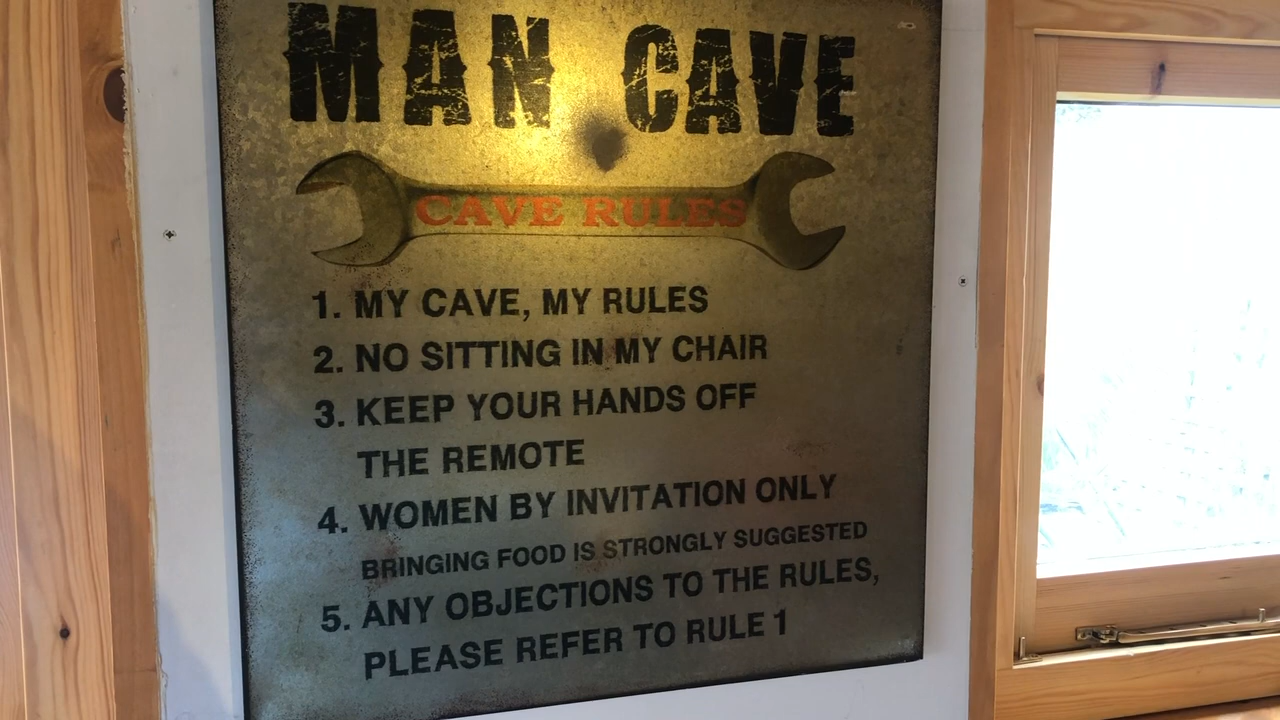 MAN CAVE
CAVE RULES
1. MY CAVE, MY RULES
2. NO SITTING IN MY CHAIR
3. KEEP YOUR HANDS OFF
THE REMOTE
4. WOMEN BY INVITATION ONLY
BRINGING FOOD IS STRONGLY SUGGESTED
5. ANY OBJECTIONS TO THE RULES,
PLEASE REFER TO RULE 1